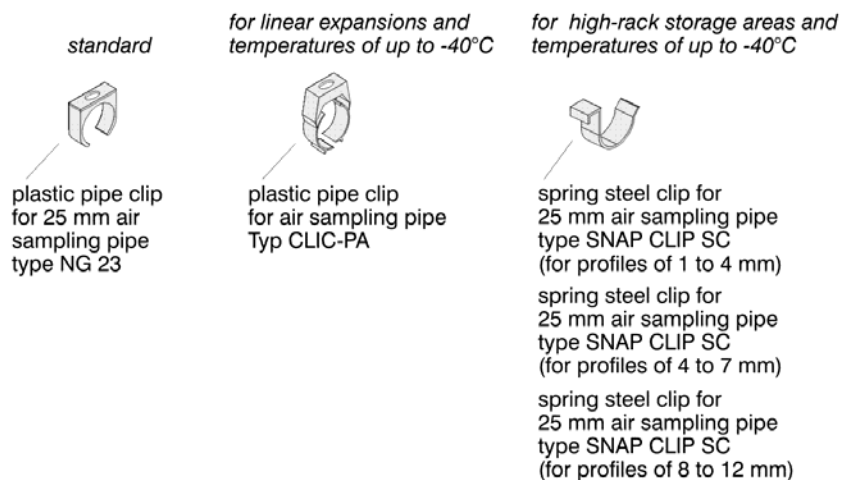 standard
for linear expansions and
temperatures of up to -40°C
for high-rack storage areas and
temperatures of up to -40°C
plastic pipe clip
for 25 mm air
sampling pipe
type NG 23
plastic pipe clip
for air sampling pipe
Typ CLIC-PA
spring steel clip for
25 mm air sampling pipe
type SNAP CLIP SC
(for profiles of 1 to 4 mm)
spring steel clip for
25 mm air sampling pipe
type SNAP CLIP SC
(for profiles of 4 to 7 mm)
spring steel clip for
25 mm air sampling pipe
type SNAP CLIP SC
(for profiles of 8 to 12 mm)